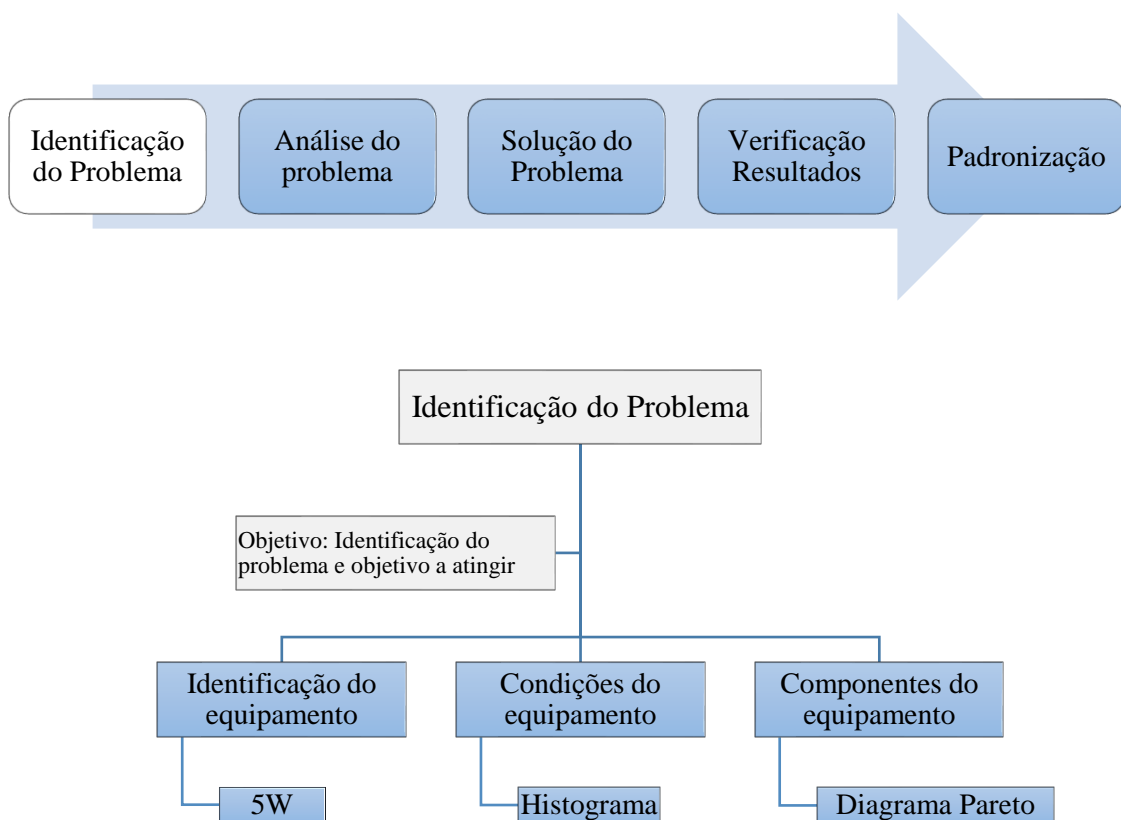 Identificação
do Problema
Análise do
problema
Solução do
Problema
Verificação
Resultados
Padronização
Identificação do Problema
Objetivo: Identificação do
problema e objetivo a atingir
Identificação do
equipamento
Condições do
equipamento
Componentes do
equipamento
5W
Histograma
Diagrama Pareto